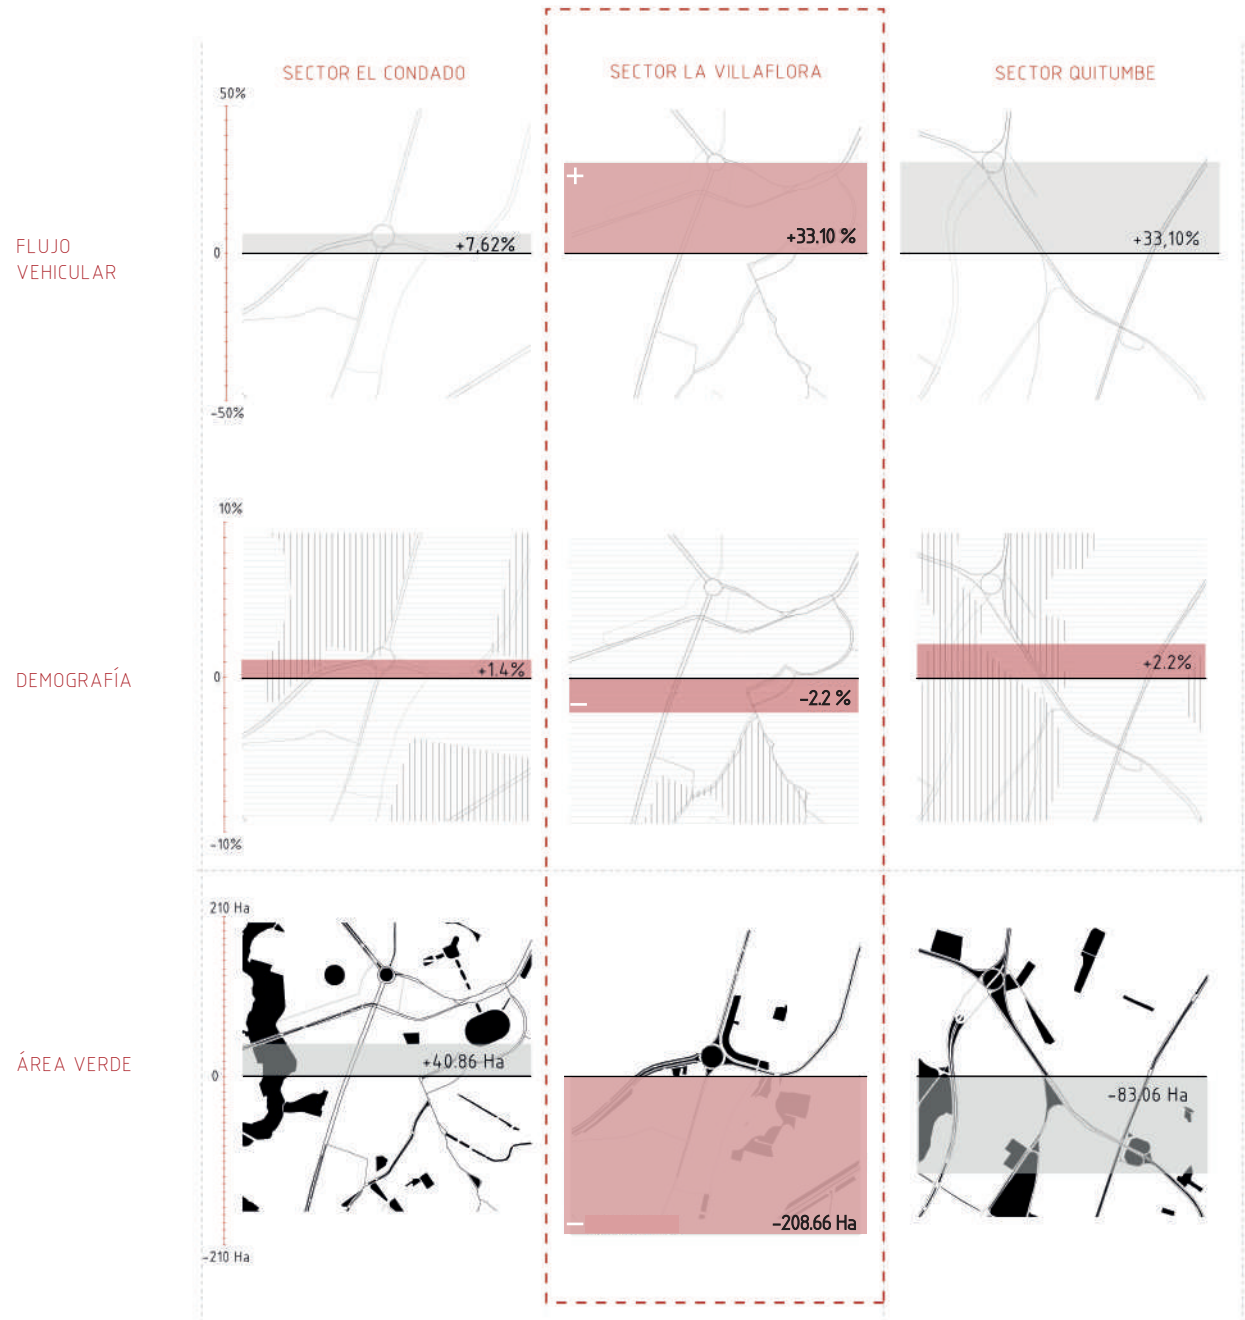 SECTOR EL CONDADO
SECTOR LA VILLAFLORA
SECTOR QUITUMBE
50%
FLUJO
VEHICULAR
0
+7,62%
+
+33.10 %
+33,10%
-50%
10%
DEMOGRAFÍA
0
+1.4%
-2.2 %
+2.2%
-10%
210 Ha
ÁREA VERDE
0
+40.86 Ha
-208.66 Ha
-83.06 Ha
-210 Ha